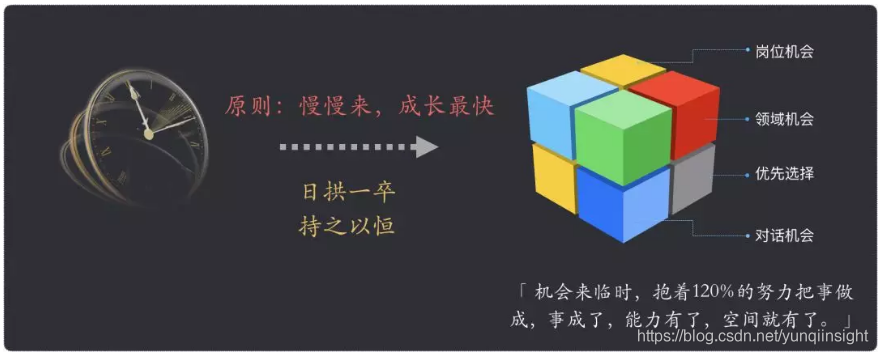 原则：慢慢来，成长最快
日拱一卒
持之以恒
岗位机会
领域机会
优先选择
对话机会
「 机会来临时，抱着120%的努力把事做
成，事成了，能力有了，空间就有了。」
https://blog.csdn.net/yunqiinsight